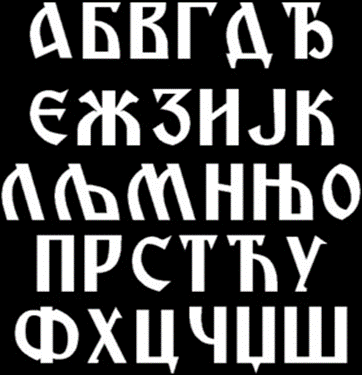 АБВГДЂ
ЕЖЗИЈК
ЛЉМНЊО
ПРСТЋУ
ФХЦЧЏШ